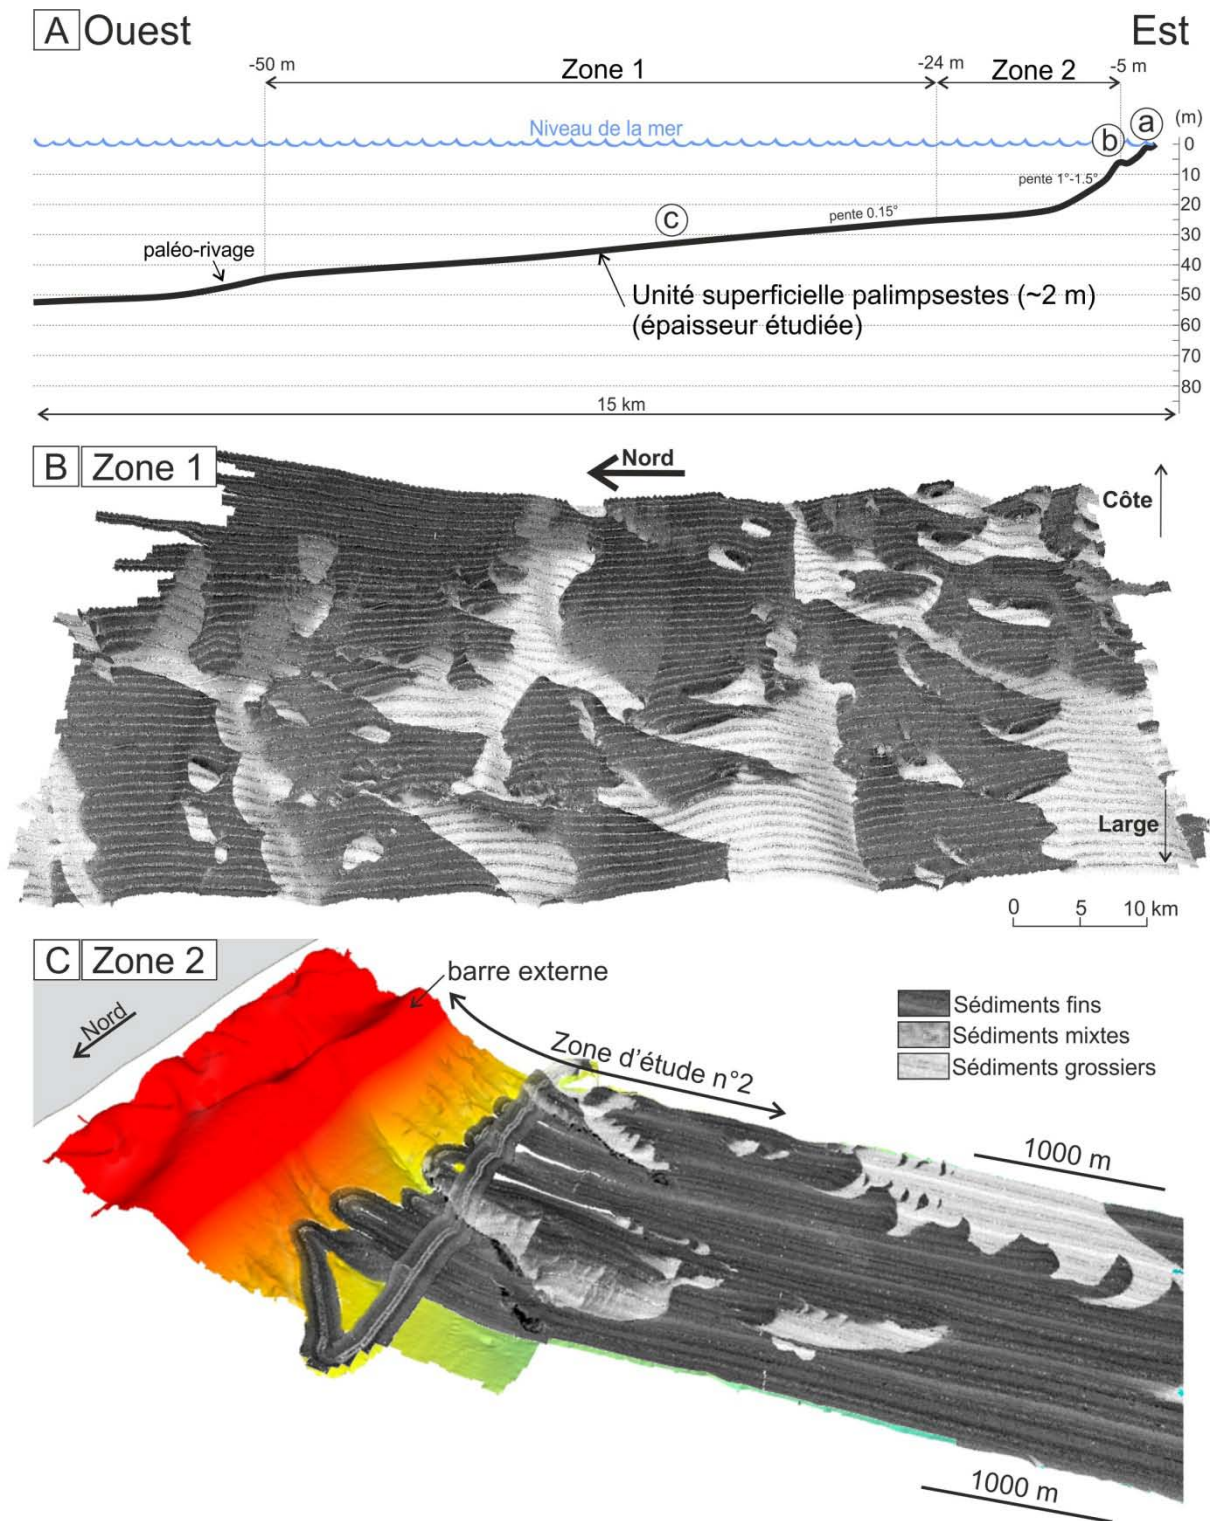 A Ouest
Est
-50 m
Zone 1
-24 m
Zone 2
-5 m
(m)
Niveau de la mer
a
b
c
0
10
20
30
40
50
60
70
80
pente 1°-1.5°
pente 0.15°
paléo-rivage
Unité superficielle palimpsestes (~2 m)
(épaisseur étudiée)
15 km
B Zone 1
Nord
Côte
Large
0 5 10 km
C Zone 2
Nord
barre externe
Zone d'étude n°2
Sédiments fins
Sédiments mixtes
Sédiments grossiers
1000 m
1000 m